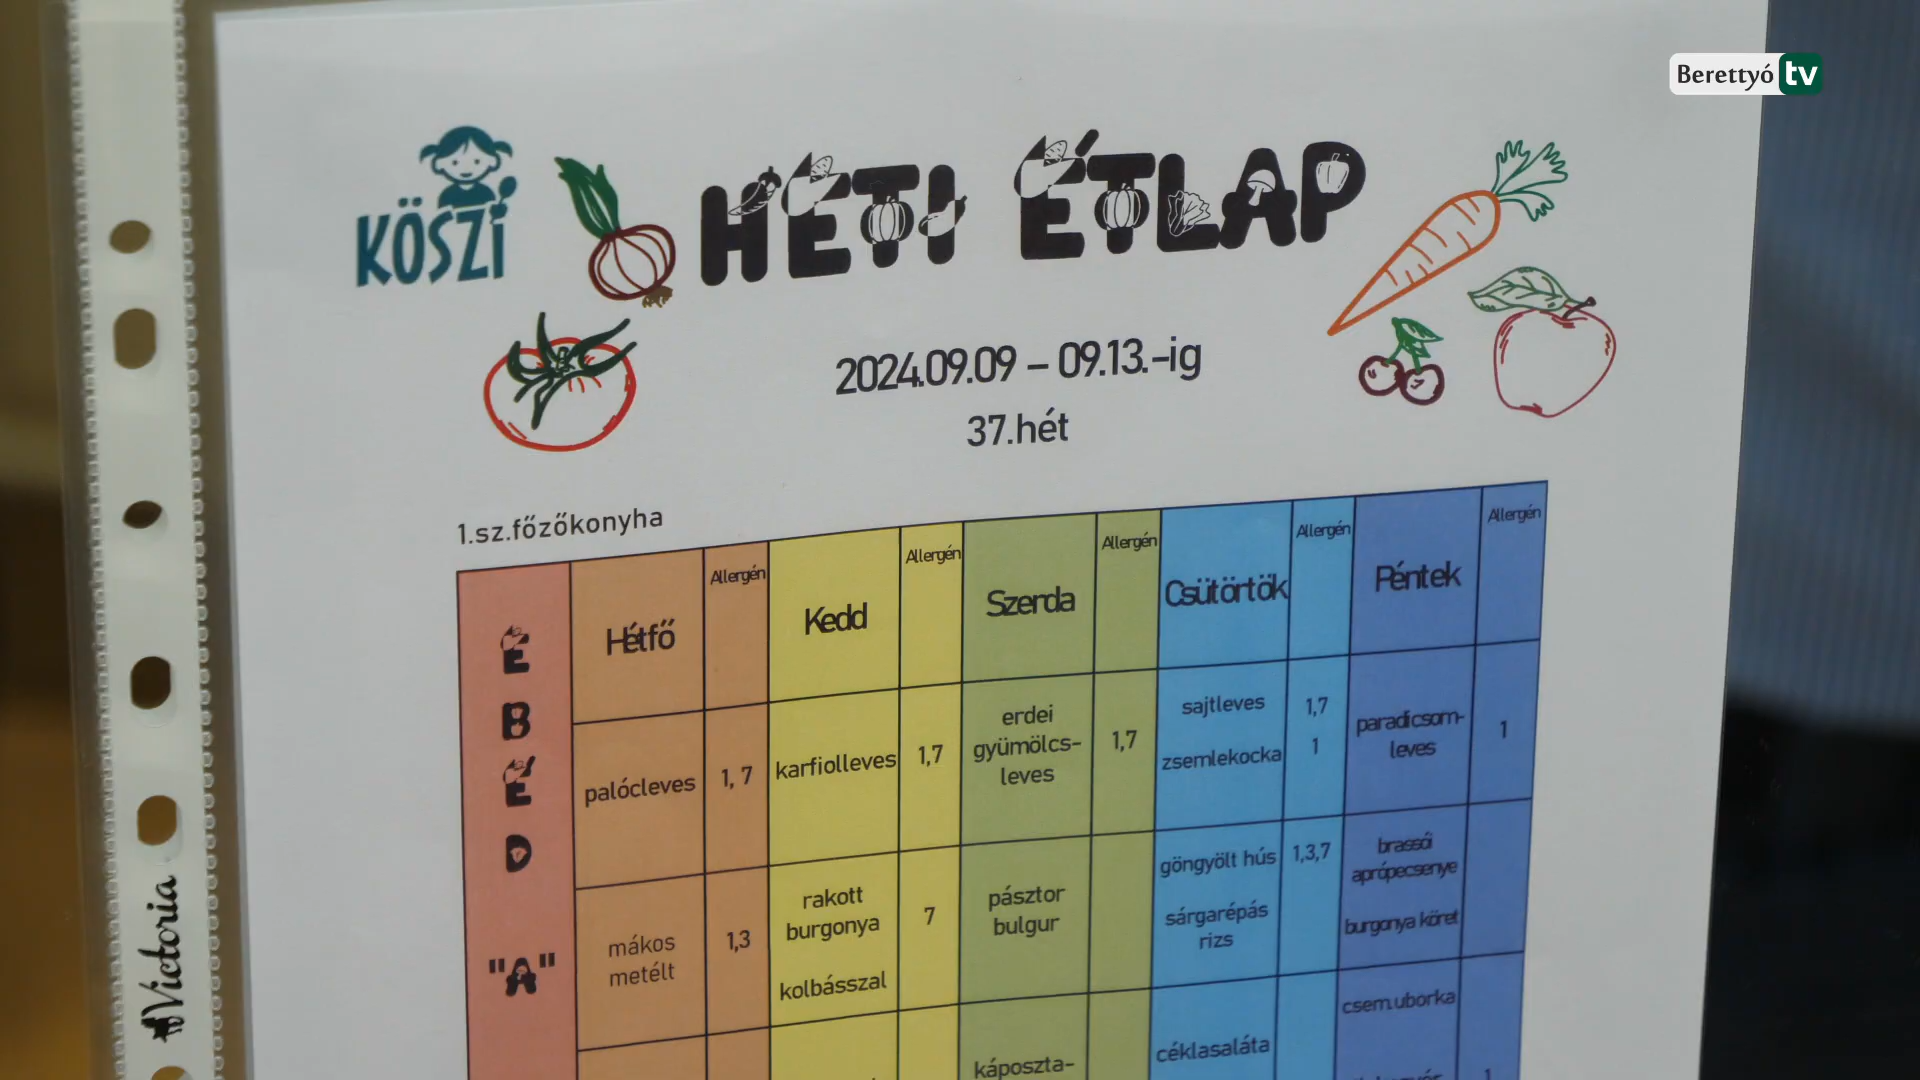 Berettyó tv
KÖSZI
HETI ÉTLAP
2024.09.09 – 09.13.-ig
37.hét
1.sz.főzőkonyha
ÉBÉD
"A"
Hétfő
Allergén
Kedd
Allergén
Szerda
Allergén
Csütörtök
Allergén
Péntek
Allergén
palócleves
1, 7
karfiolleves
1,7
erdei
gyümölcs-
leves
1,7
sajtleves
1,7
zsemlekocka
1
paradicsom-
leves
1
mákos
metélt
1,3
rakott
burgonya
kolbásszal
7
pásztor
bulgur
göngyölt hús
1,3,7
sárgarépás
rizs
brassói
aprópecsenye
burgonya köret
káposzta-
céklasaláta
csem.uborka
1
Victoria